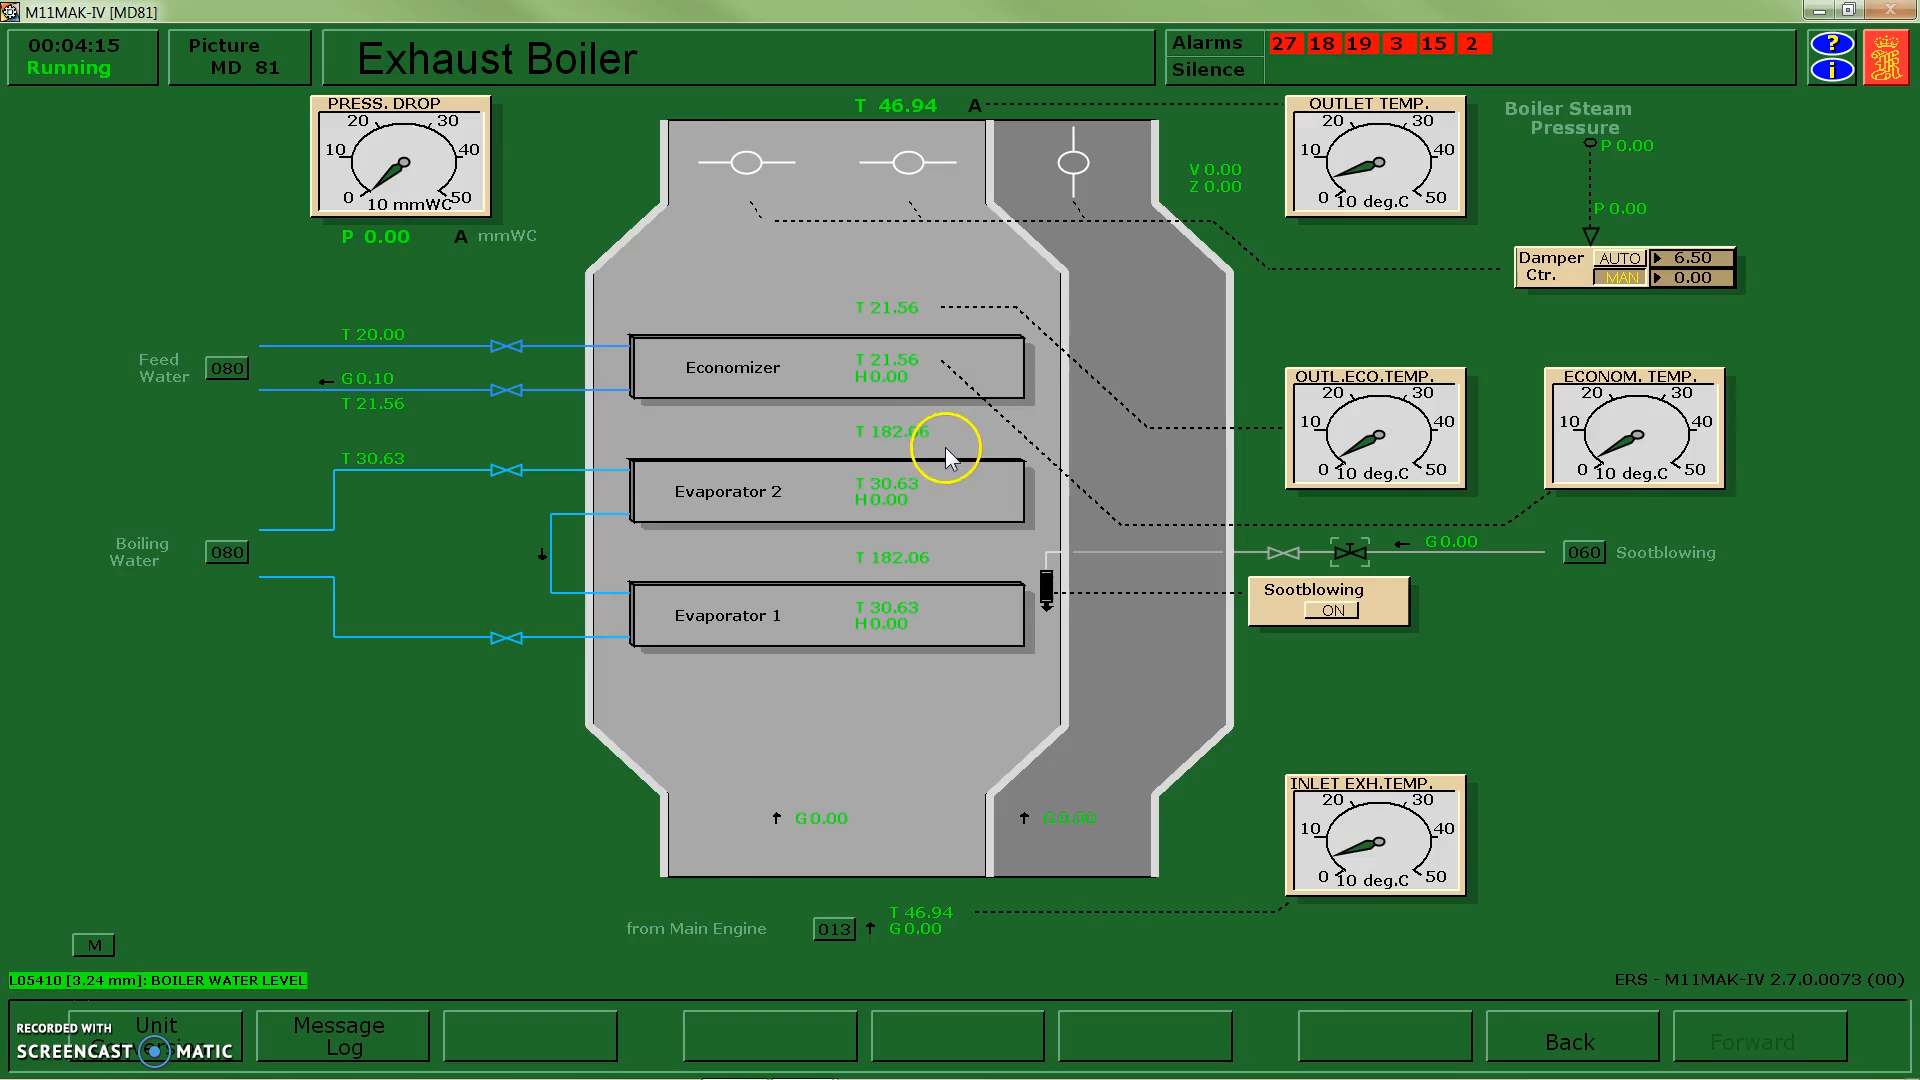 M11MAK-IV [MD81]
00:04:15
Running
Picture
MD 81
Exhaust Boiler
Alarms 27 18 19 3 15 2
Silence
? i
PRESS. DROP
20 30
10 40
0 50
10 mmWC
P 0.00 A mmWC
T 46.94 A
OUTLET TEMP.
20 30
10 40
0 50
10 deg.C
Boiler Steam
Pressure
P 0.00
V 0.00
Z 0.00
P 0.00
Damper AUTO 6.50
Ctr. MAN 0.00
T 21.56
T 20.00
Feed
Water
080
G 0.10
T 21.56
Economizer
T 21.56
H 0.00
OUTL.ECO.TEMP.
20 30
10 40
0 50
10 deg.C
ECONOM. TEMP.
20 30
10 40
0 50
10 deg.C
T 182.06
T 30.63
Evaporator 2
T 30.63
H 0.00
Boiling
Water
080
T 182.06
G 0.00
060
Sootblowing
Sootblowing
ON
Evaporator 1
T 30.63
H 0.00
G 0.00
G 0.00
INLET EXH.TEMP.
20 30
10 40
0 50
10 deg.C
from Main Engine
013
T 46.94
G 0.00
M
L05410 [3.24 mm]: BOILER WATER LEVEL
ERS - M11MAK-IV 2.7.0.0073 (00)
Unit
RECORDED WITH
SCREENCAST MATIC
Message
Log
Back
Forward